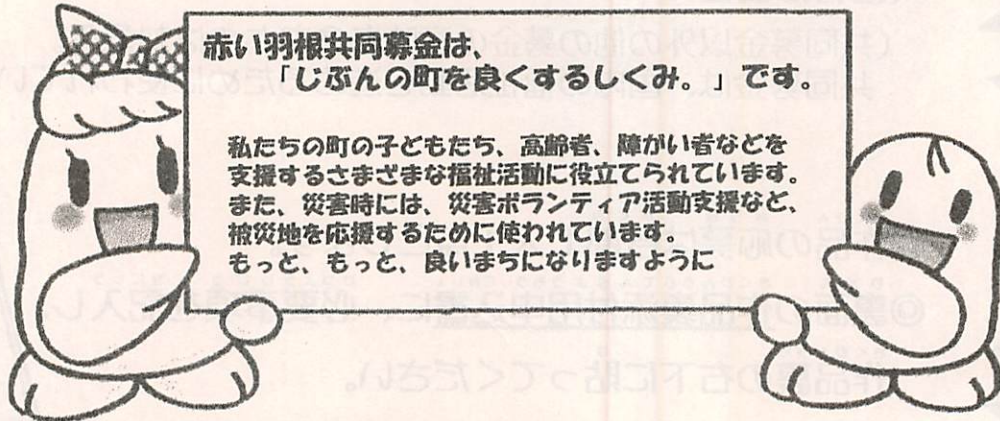 赤い羽根共同募金は、
「じぶんの町を良くするしくみ。」です。
私たちの町の子どもたち、高齢者、障がい者などを
支援するさまざまな福祉活動に役立てられています。
また、災害時には、災害ボランティア活動支援など、
被災地を応援するために使われています。
もっと、もっと、良いまちになりますように